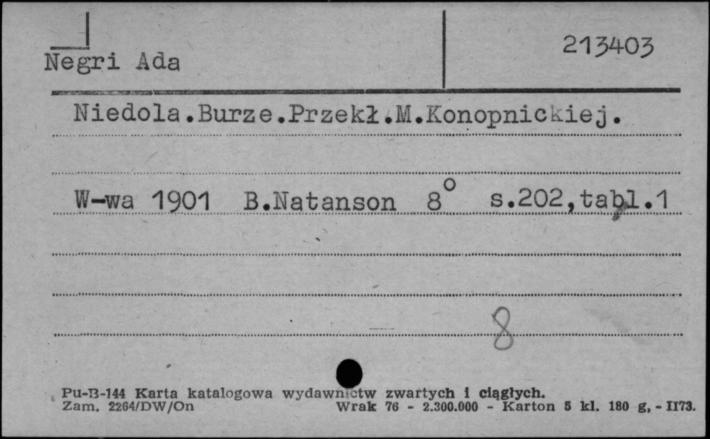 213403
Negri Ada
Niedola.Burze.Przekł.M.Konopnickiej.
W-wa 1901 B.Natanson 8° s.202,tabl.1
8
Pu-B-144 Karta katalogowa wydawnictw zwartych i ciągłych.
Zam. 2264/DW/On Wrak 76 - 2.300.000 - Karton 5 kl. 180 g, - II73.